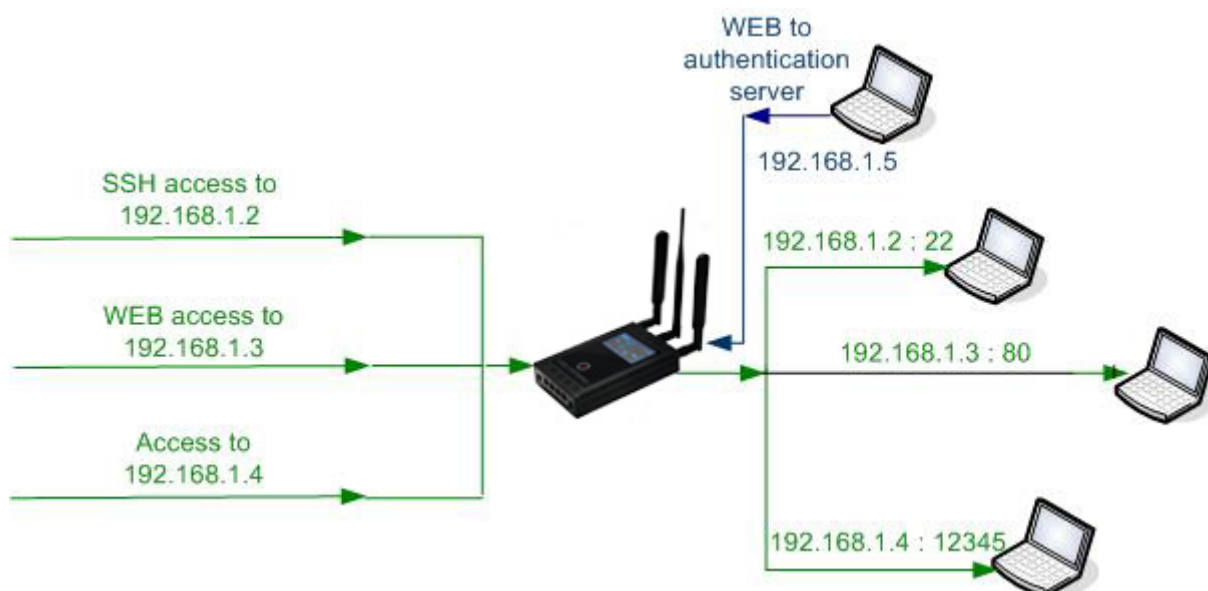 WEB to
authentication
server
192.168.1.5
SSH access to
192.168.1.2
192.168.1.2 : 22
WEB access to
192.168.1.3
192.168.1.3 : 80
Access to
192.168.1.4
192.168.1.4 : 12345